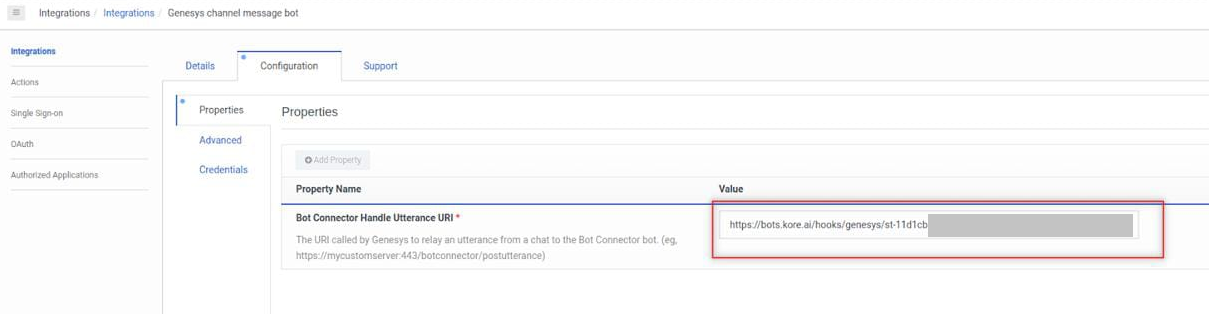 Integrations / Integrations / Genesys channel message bot
Integrations
Actions
Single Sign-on
OAuth
Authorized Applications
Details
Configuration
Support
Properties
Advanced
Credentials
Properties
Add Property
Property Name
Value
Bot Connector Handle Utterance URI *
The URI called by Genesys to relay an utterance from a chat to the Bot Connector bot. (eg,
https://mycustomserver:443/botconnector/postutterance)
https://bots.kore.ai/hooks/genesys/st-11d1cb